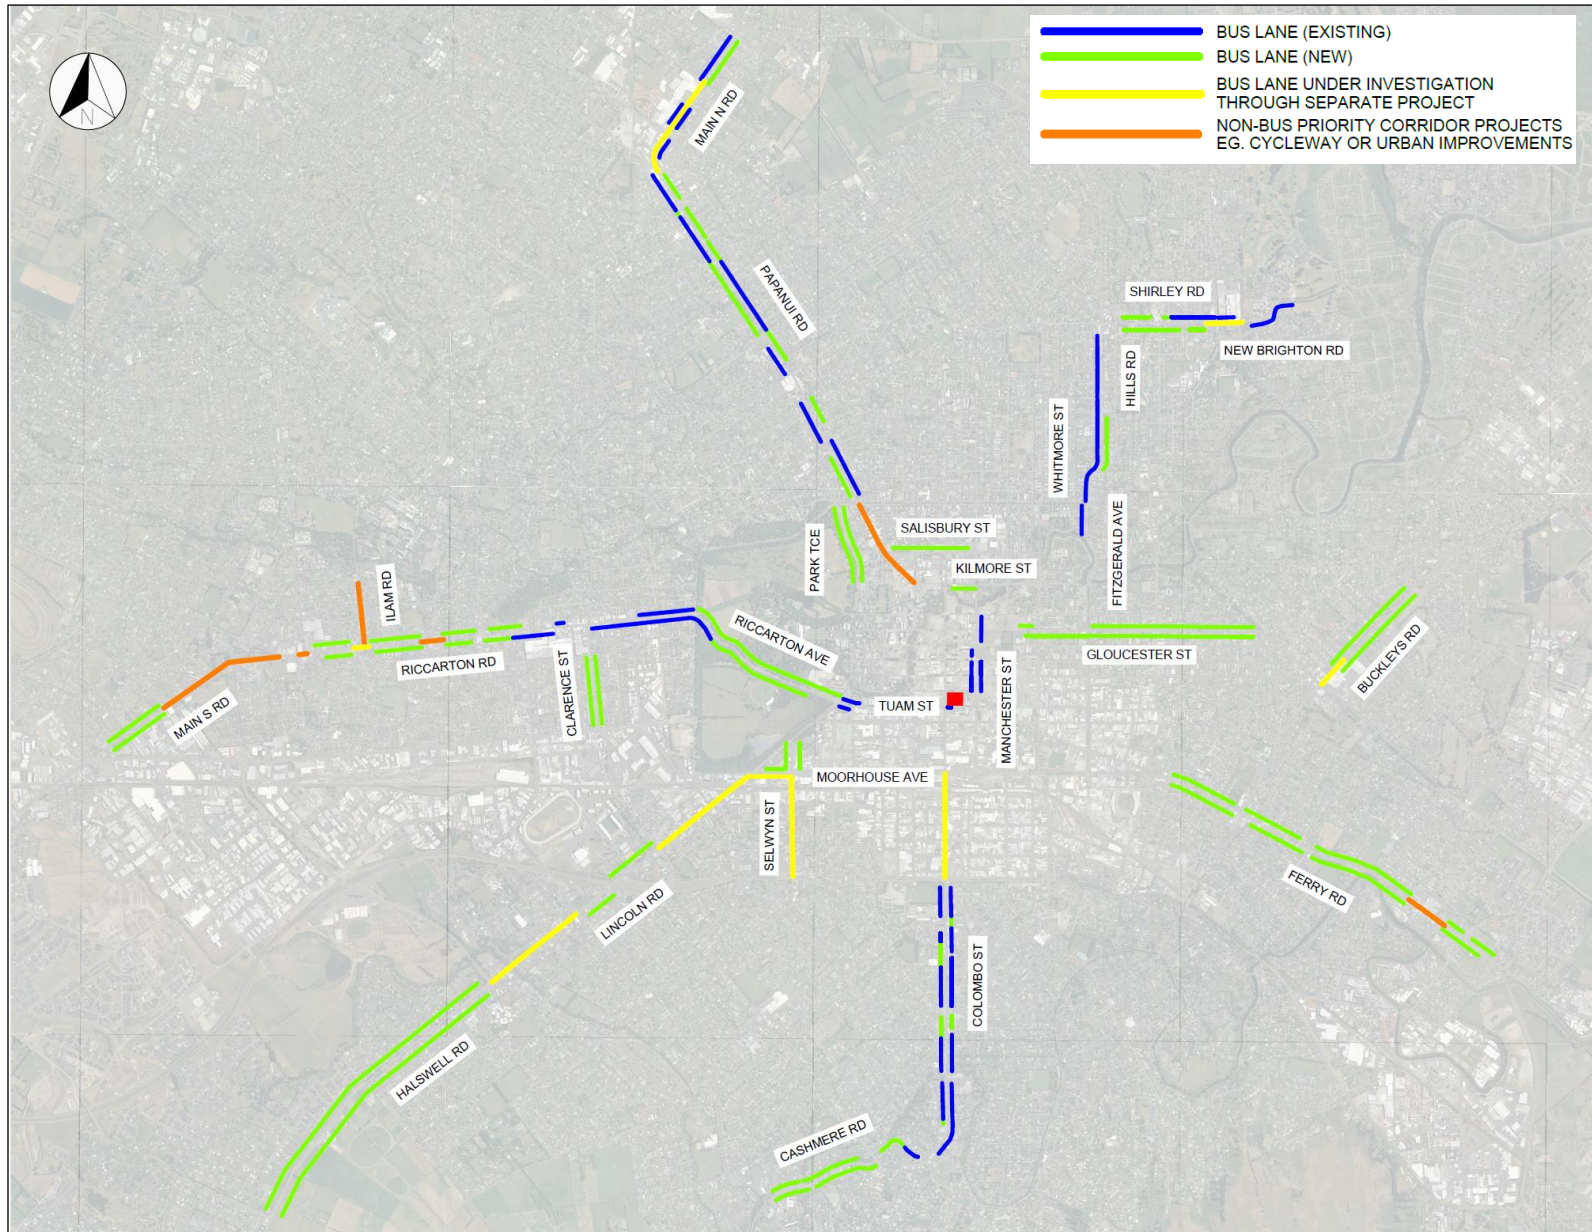 BUS LANE (EXISTING)
BUS LANE (NEW)
BUS LANE UNDER INVESTIGATION
THROUGH SEPARATE PROJECT
NON-BUS PRIORITY CORRIDOR PROJECTS
EG. CYCLEWAY OR URBAN IMPROVEMENTS
N
MAIN N RD
PAPANUI RD
SHIRLEY RD
NEW BRIGHTON RD
HILLS RD
WHITMORE ST
FITZGERALD AVE
SALISBURY ST
PARK TCE
KILMORE ST
ILAM RD
RICCARTON AVE
RICCARTON RD
GLOUCESTER ST
BUCKLEYS RD
CLARENCE ST
MAIN S RD
TUAM ST
MANCHESTER ST
MOORHOUSE AVE
SELWYN ST
LINCOLN RD
FERRY RD
COLOMBO ST
HALSWELL RD
CASHMERE RD